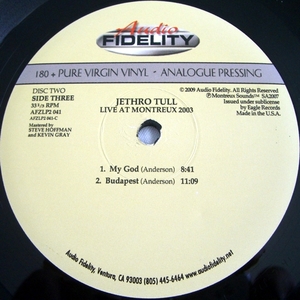 Audio
FIDELITY
180+ PURE VIRGIN VINYL • ANALOGUE PRESSING
DISC TWO
SIDE THREE
33⅓ RPM
AFZLP2 041
AFZLP2 041-C
Mastered by
STEVE HOFFMAN
and KEVIN GRAY
©2009 Audio Fidelity. All Rights Reserved
℗Montreux Sounds™ SA2007
Issued under sublicense
by Eagle Records
Made in the USA
JETHRO TULL
LIVE AT MONTREUX 2003
1. My God (Anderson) 8:41
2. Budapest (Anderson) 11:09
Audio Fidelity, Ventura, CA 93003 (805) 445-6464 www.audiofidelity.net